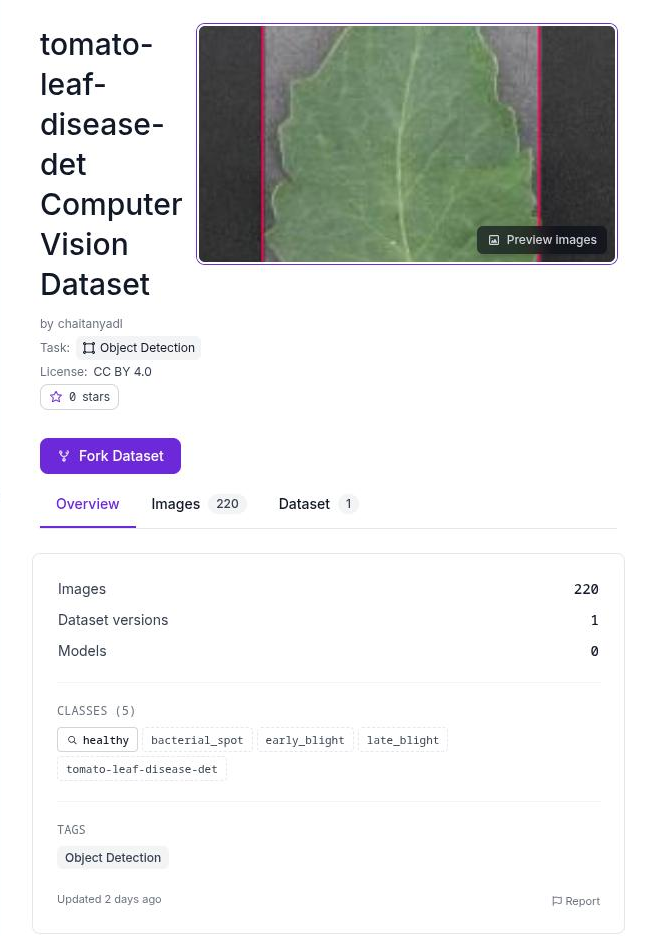 tomato-
leaf-
disease-
det
Computer
Vision
Dataset
Preview images
by chaitanyadl
Task: Object Detection
License: CC BY 4.0
0 stars
Fork Dataset
Overview Images 220 Dataset 1
Images 220
Dataset versions 1
Models 0
CLASSES (5)
healthy bacterial_spot early_blight late_blight
tomato-leaf-disease-det
TAGS
Object Detection
Updated 2 days ago Report